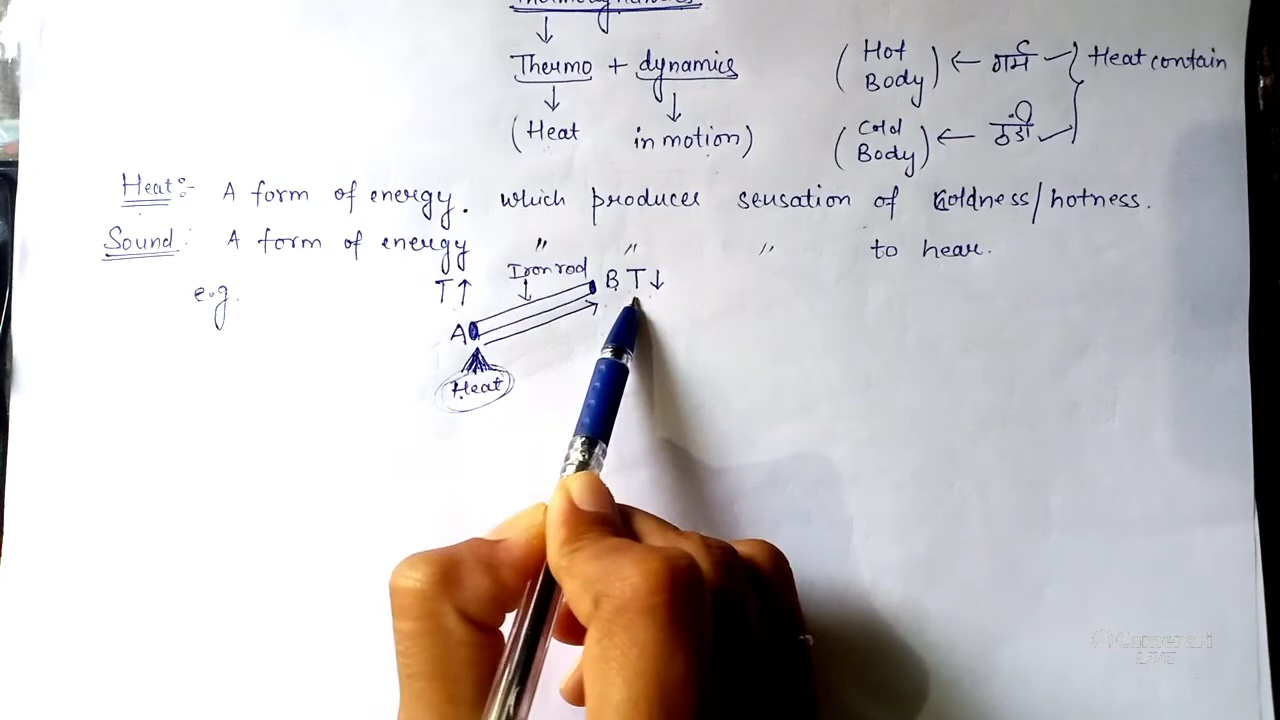 Thermodynamics
Thermo + dynamics
(Heat in motion)
(Hot Body) ← गर्म
(Cold Body) ← ठंडी
Heat contain
Heat:- A form of energy. which produces sensation of coldness/hotness.
Sound: A form of energy " " " to hear.
e.g.
T↑ Iron rod B T↓
A
Heat